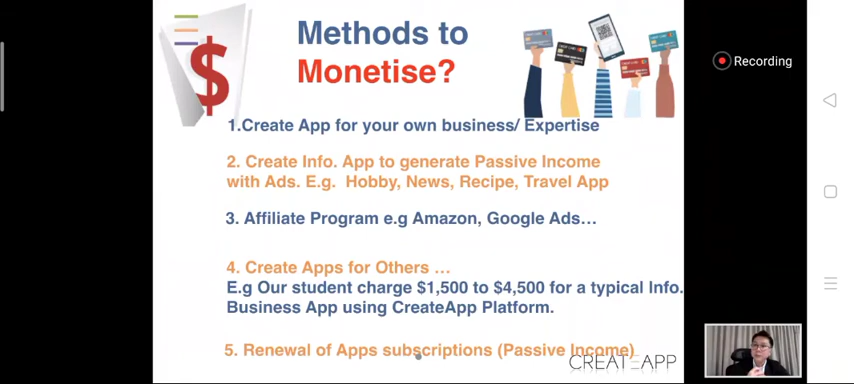 Methods to
Monetise?
Recording
1.Create App for your own business/ Expertise
2. Create Info. App to generate Passive Income
with Ads. E.g. Hobby, News, Recipe, Travel App
3. Affiliate Program e.g Amazon, Google Ads...
4. Create Apps for Others ...
E.g Our student charge $1,500 to $4,500 for a typical Info.
Business App using CreateApp Platform.
5. Renewal of Apps subscriptions (Passive Income)
CREATEAPP